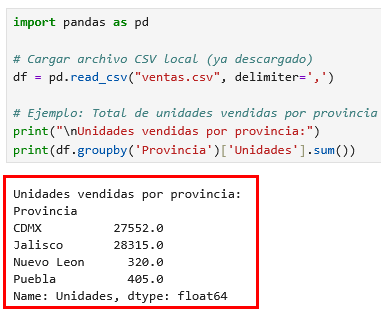 import pandas as pd
# Cargar archivo CSV local (ya descargado)
df = pd.read_csv("ventas.csv", delimiter=',')
# Ejemplo: Total de unidades vendidas por provincia
print("\nUnidades vendidas por provincia:")
print(df.groupby('Provincia')['Unidades'].sum())
Unidades vendidas por provincia:
Provincia
CDMX          27552.0
Jalisco       28315.0
Nuevo Leon      320.0
Puebla          405.0
Name: Unidades, dtype: float64